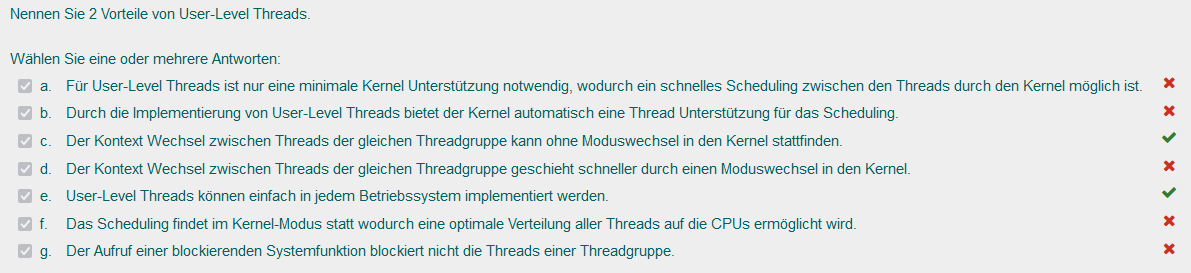 Nennen Sie 2 Vorteile von User-Level Threads.
Wählen Sie eine oder mehrere Antworten:
a. Für User-Level Threads ist nur eine minimale Kernel Unterstützung notwendig, wodurch ein schnelles Scheduling zwischen den Threads durch den Kernel möglich ist.
b. Durch die Implementierung von User-Level Threads bietet der Kernel automatisch eine Thread Unterstützung für das Scheduling.
c. Der Kontext Wechsel zwischen Threads der gleichen Threadgruppe kann ohne Moduswechsel in den Kernel stattfinden.
d. Der Kontext Wechsel zwischen Threads der gleichen Threadgruppe geschieht schneller durch einen Moduswechsel in den Kernel.
e. User-Level Threads können einfach in jedem Betriebssystem implementiert werden.
f. Das Scheduling findet im Kernel-Modus statt wodurch eine optimale Verteilung aller Threads auf die CPUs ermöglicht wird.
g. Der Aufruf einer blockierenden Systemfunktion blockiert nicht die Threads einer Threadgruppe.